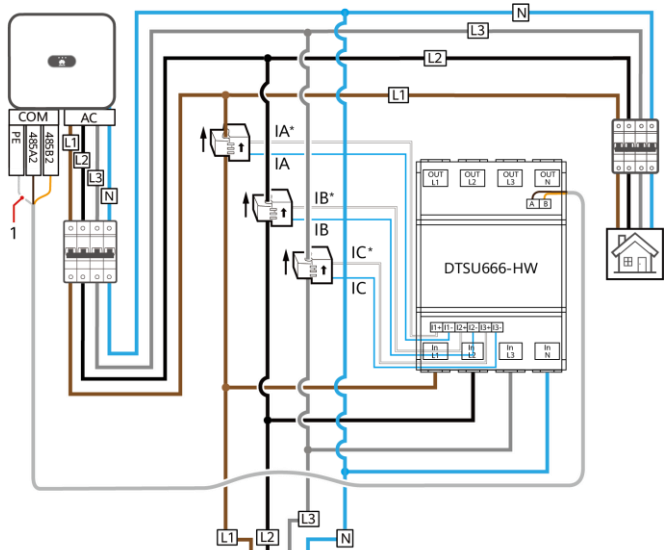 N
L3
L2
L1
COM
AC
PE
485A2
485B2
L1
L2
L3
N
1
IA*
IA
IB*
IB
IC*
IC
OUT L1
OUT L2
OUT L3
OUT N
A B
DTSU666-HW
I1+ I1- I2+ I2- I3+ I3-
In L1
In L2
In L3
In N
L3
L1
L2
N